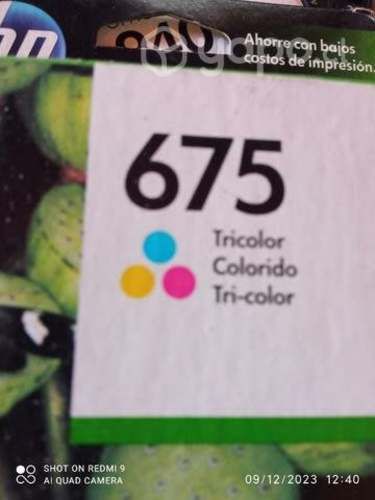 hp
Ahorre con bajos
costos de impresión.
675
Tricolor
Colorido
Tri-color
SHOT ON REDMI 9
AI QUAD CAMERA
09/12/2023 12:40